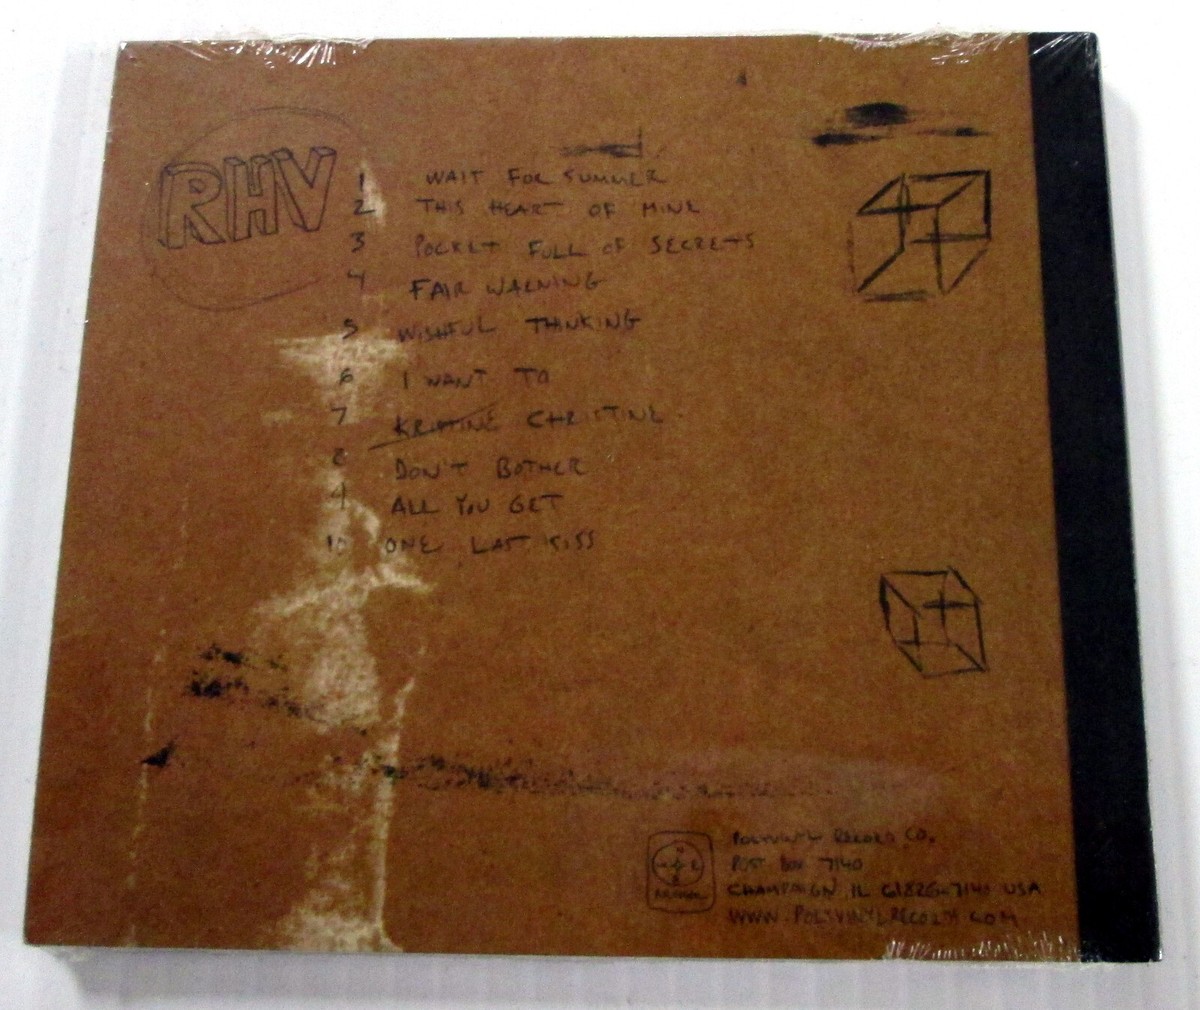 RHV
1 WAIT FOR SUMMER
2 THIS HEART OF MINE
3 POCKET FULL OF SECRETS
4 FAIR WARNING
5 WISHFUL THINKING
6 I WANT TO
7 KRISTINE CHRISTINE
8 DON'T BOTHER
9 ALL YOU GET
10 ONE LAST KISS
POLYVINYL RECORD CO.
POST BOX 7140
CHAMPAIGN IL 61826-7140 USA
WWW.POLYVINYLRECORDS.COM